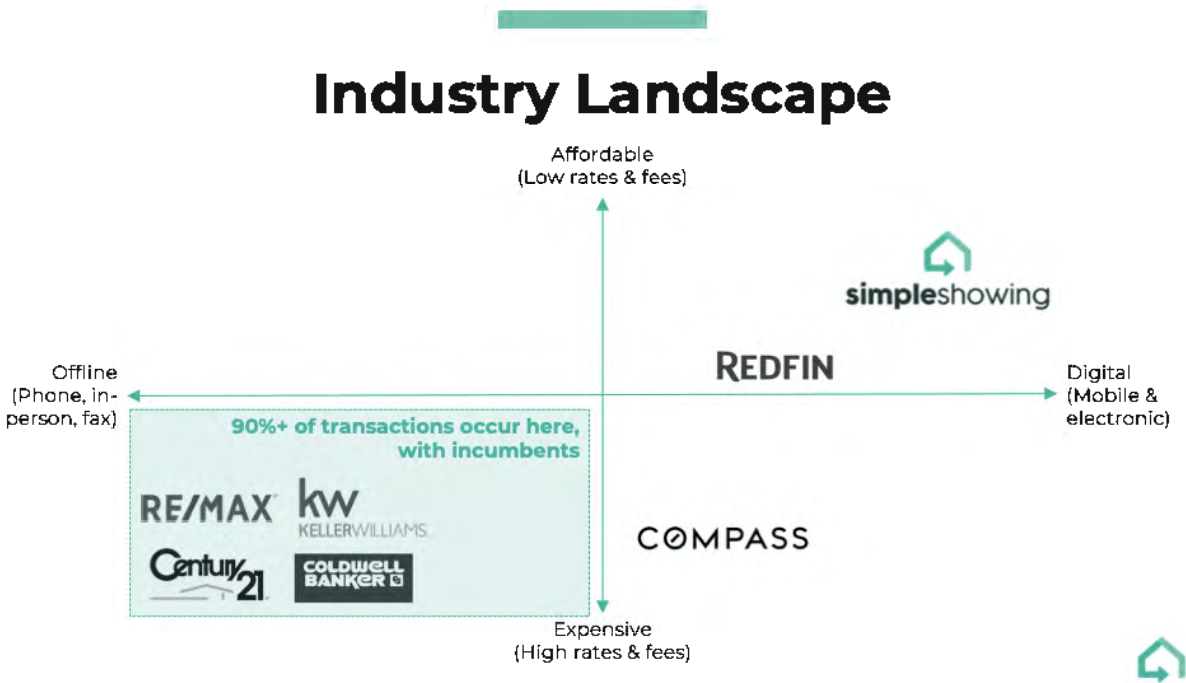 Industry Landscape
Affordable
(Low rates & fees)
simpleshowing
REDFIN
Offline
(Phone, in-
person, fax)
Digital
(Mobile &
electronic)
90%+ of transactions occur here,
with incumbents
RE/MAX
kw
KELLERWILLIAMS.
Century 21
COLDWELL
BANKER
COMPASS
Expensive
(High rates & fees)